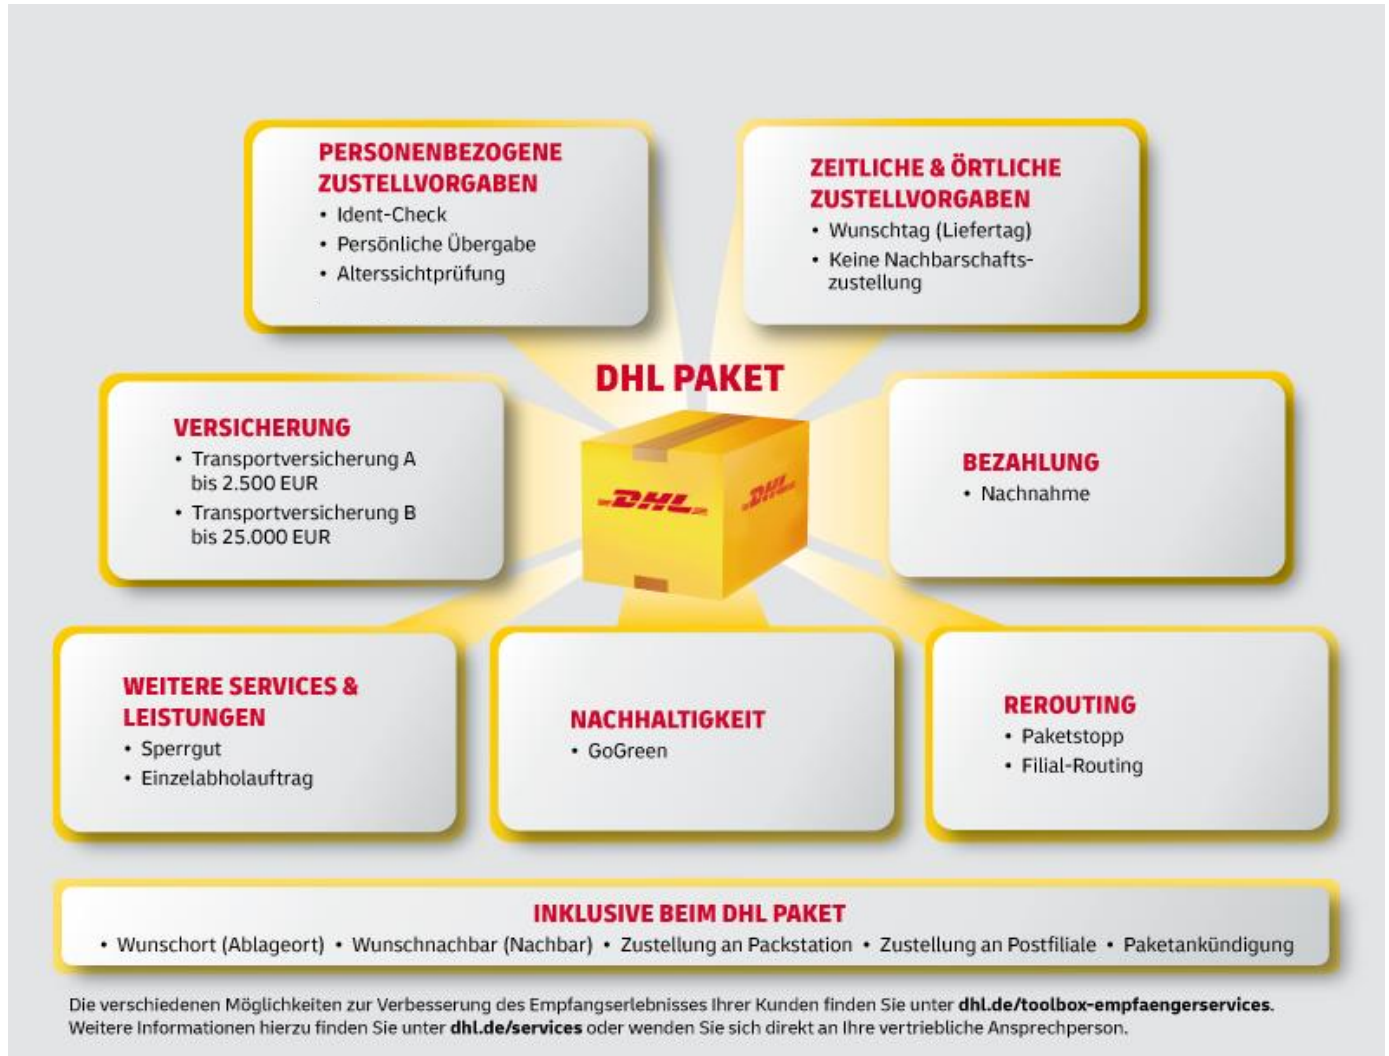 PERSONENBEZOGENE
ZUSTELLVORGABEN
• Ident-Check
• Persönliche Übergabe
• Alterssichtprüfung
ZEITLICHE & ÖRTLICHE
ZUSTELLVORGABEN
• Wunschtag (Liefertag)
• Keine Nachbarschafts-
zustellung
DHL PAKET
VERSICHERUNG
• Transportversicherung A
bis 2.500 EUR
• Transportversicherung B
bis 25.000 EUR
DHL
DHL
BEZAHLUNG
• Nachnahme
WEITERE SERVICES &
LEISTUNGEN
• Sperrgut
• Einzelabholauftrag
NACHHALTIGKEIT
• GoGreen
REROUTING
• Paketstopp
• Filial-Routing
INKLUSIVE BEIM DHL PAKET
• Wunschort (Ablageort) • Wunschnachbar (Nachbar) • Zustellung an Packstation • Zustellung an Postfiliale • Paketankündigung
Die verschiedenen Möglichkeiten zur Verbesserung des Empfangserlebnisses Ihrer Kunden finden Sie unter dhl.de/toolbox-empfaengerservices.
Weitere Informationen hierzu finden Sie unter dhl.de/services oder wenden Sie sich direkt an Ihre vertriebliche Ansprechperson.